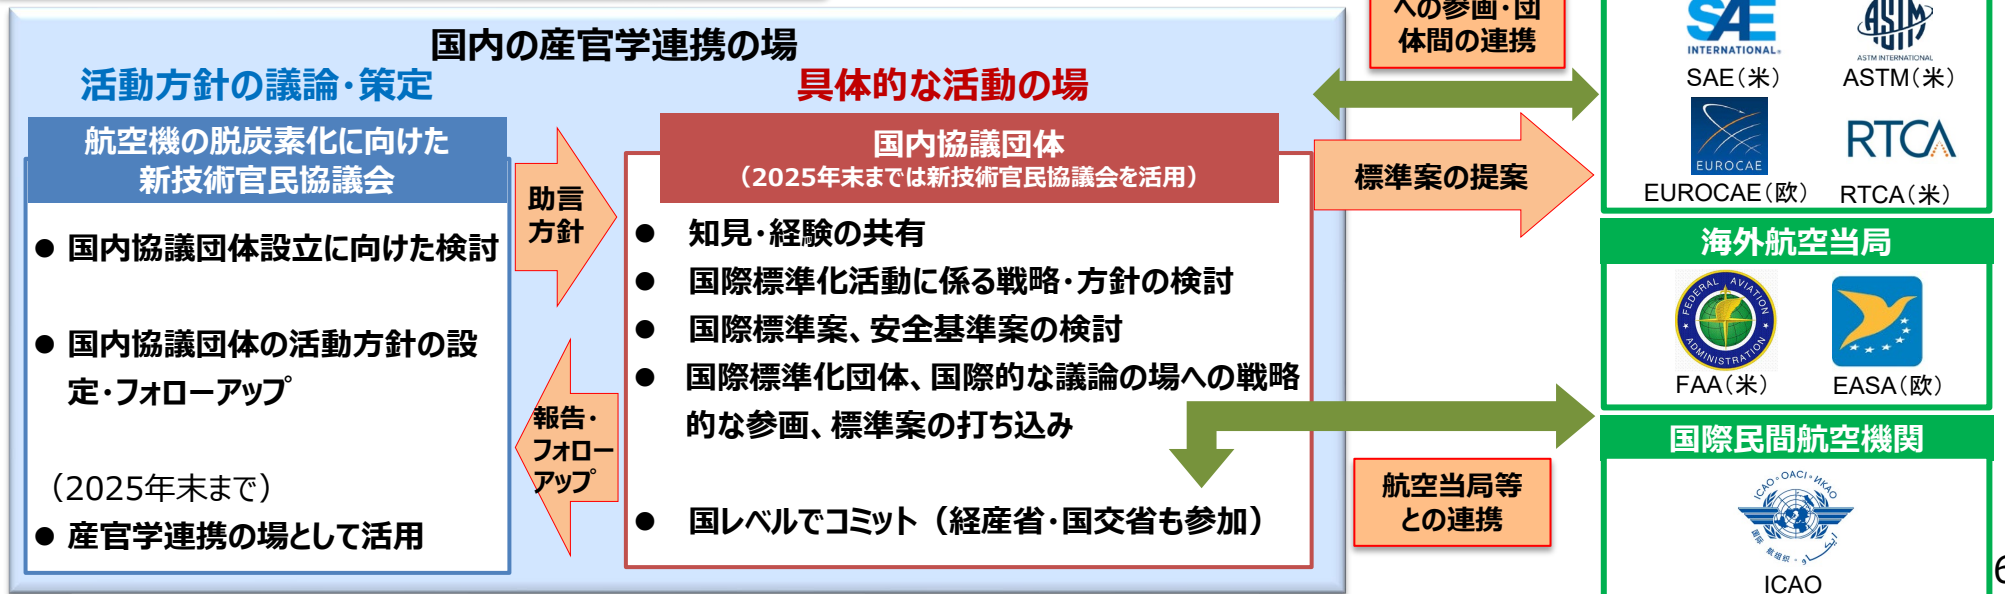 国内の産官学連携の場
活動方針の議論・策定
具体的な活動の場
航空機の脱炭素化に向けた
新技術官民協議会
● 国内協議団体設立に向けた検討
● 国内協議団体の活動方針の設
定・フォローアップ
（2025年末まで）
● 産官学連携の場として活用
助言
方針
報告・
フォロー
アップ
国内協議団体
（2025年末までは新技術官民協議会を活用）
● 知見・経験の共有
● 国際標準化活動に係る戦略・方針の検討
● 国際標準案、安全基準案の検討
● 国際標準化団体、国際的な議論の場への戦略
的な参画、標準案の打ち込み
● 国レベルでコミット（経産省・国交省も参加）
への参画・団
体間の連携
標準案の提案
航空当局等
との連携
SAE
INTERNATIONAL
SAE（米）
ASTM
ASTM INTERNATIONAL
ASTM（米）
EUROCAE
EUROCAE（欧）
RTCA
RTCA（米）
海外航空当局
FEDERAL AVIATION
ADMINISTRATION
FAA（米）
EASA（欧）
国際民間航空機関
ICAO・OACI・ИКАО
ICAO